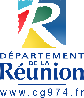 DÉPARTEMENT
DE LA
Réunion
www.cg974.fr